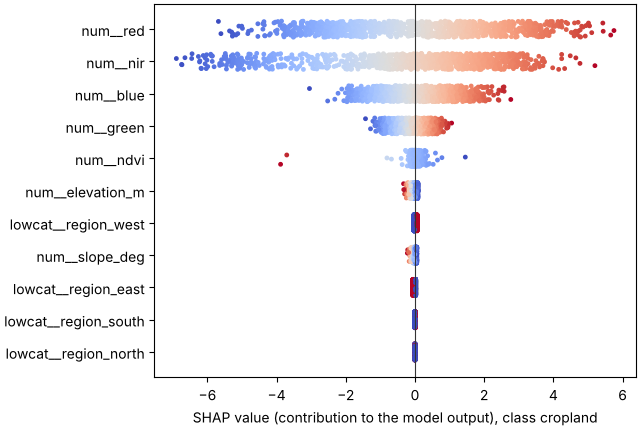 num__red
num__nir
num__blue
num__green
num__ndvi
num__elevation_m
lowcat__region_west
num__slope_deg
lowcat__region_east
lowcat__region_south
lowcat__region_north
−6 −4 −2 0 2 4 6
SHAP value (contribution to the model output), class cropland